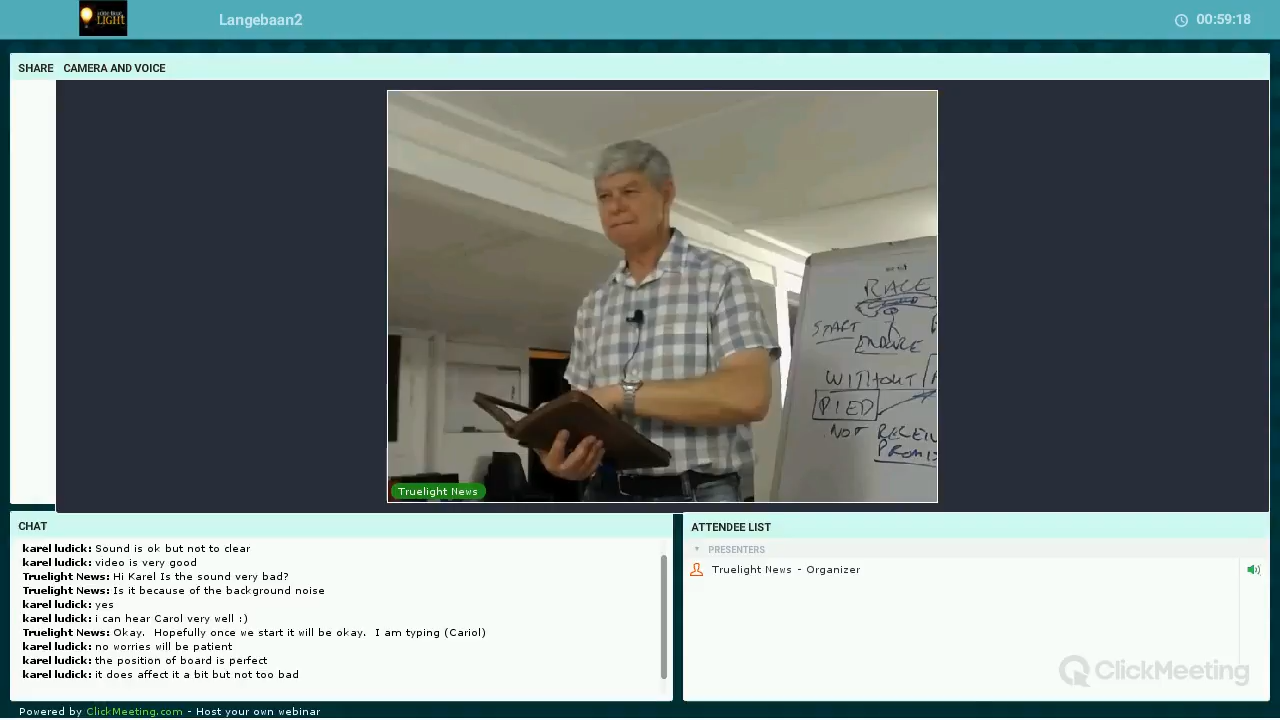 LIGHT
Langebaan2
00:59:18
SHARE CAMERA AND VOICE
RACE
START
ENDURE
WITHOUT
PIED
NOT RECEIV
PROMIS
Truelight News
CHAT
karel ludick: Sound is ok but not to clear
karel ludick: video is very good
Truelight News: Hi Karel Is the sound very bad?
Truelight News: Is it because of the background noise
karel ludick: yes
karel ludick: i can hear Carol very well :)
Truelight News: Okay. Hopefully once we start it will be okay. I am typing (Cariol)
karel ludick: no worries will be patient
karel ludick: the position of board is perfect
karel ludick: it does affect it a bit but not too bad
ATTENDEE LIST
PRESENTERS
Truelight News - Organizer
ClickMeeting
Powered by ClickMeeting.com - Host your own webinar